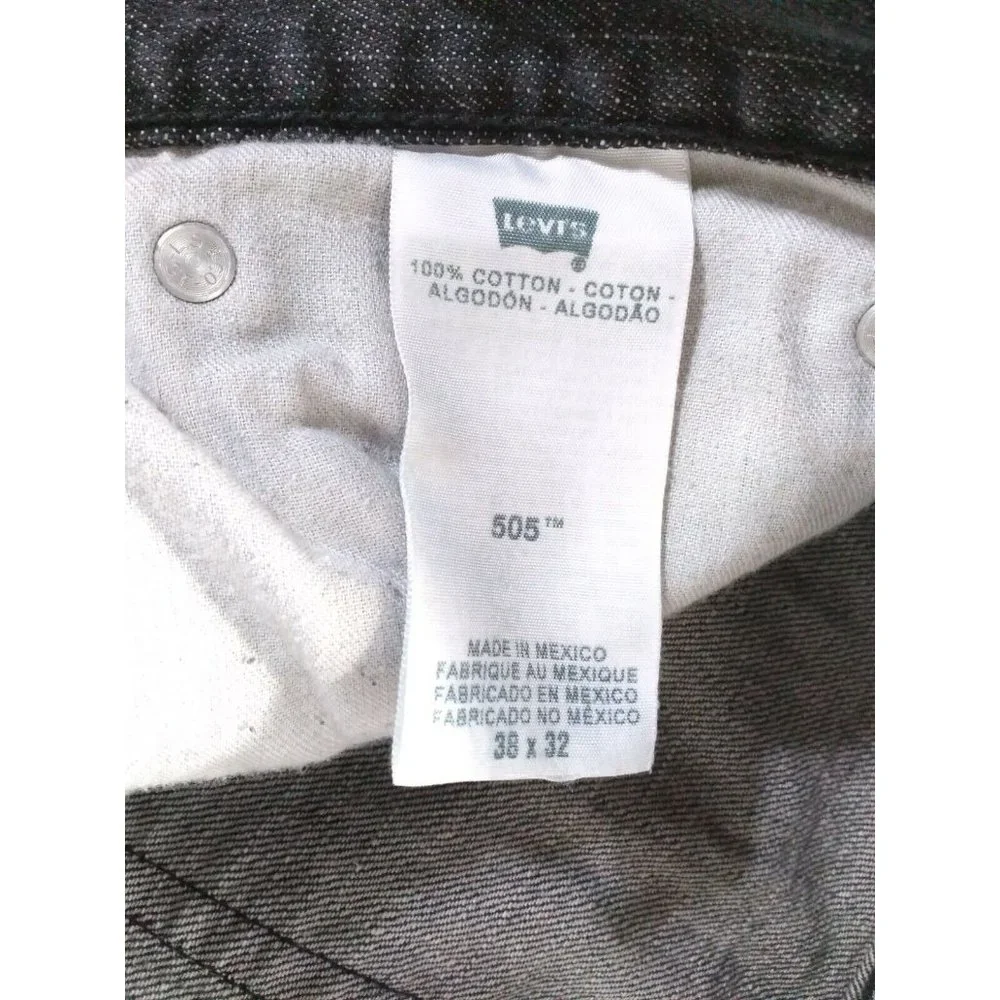 LEVI'S
®
100% COTTON - COTON -
ALGODÓN - ALGODÃO
505™
MADE IN MEXICO
FABRIQUE AU MEXIQUE
FABRICADO EN MEXICO
FABRICADO NO MÉXICO
38 x 32